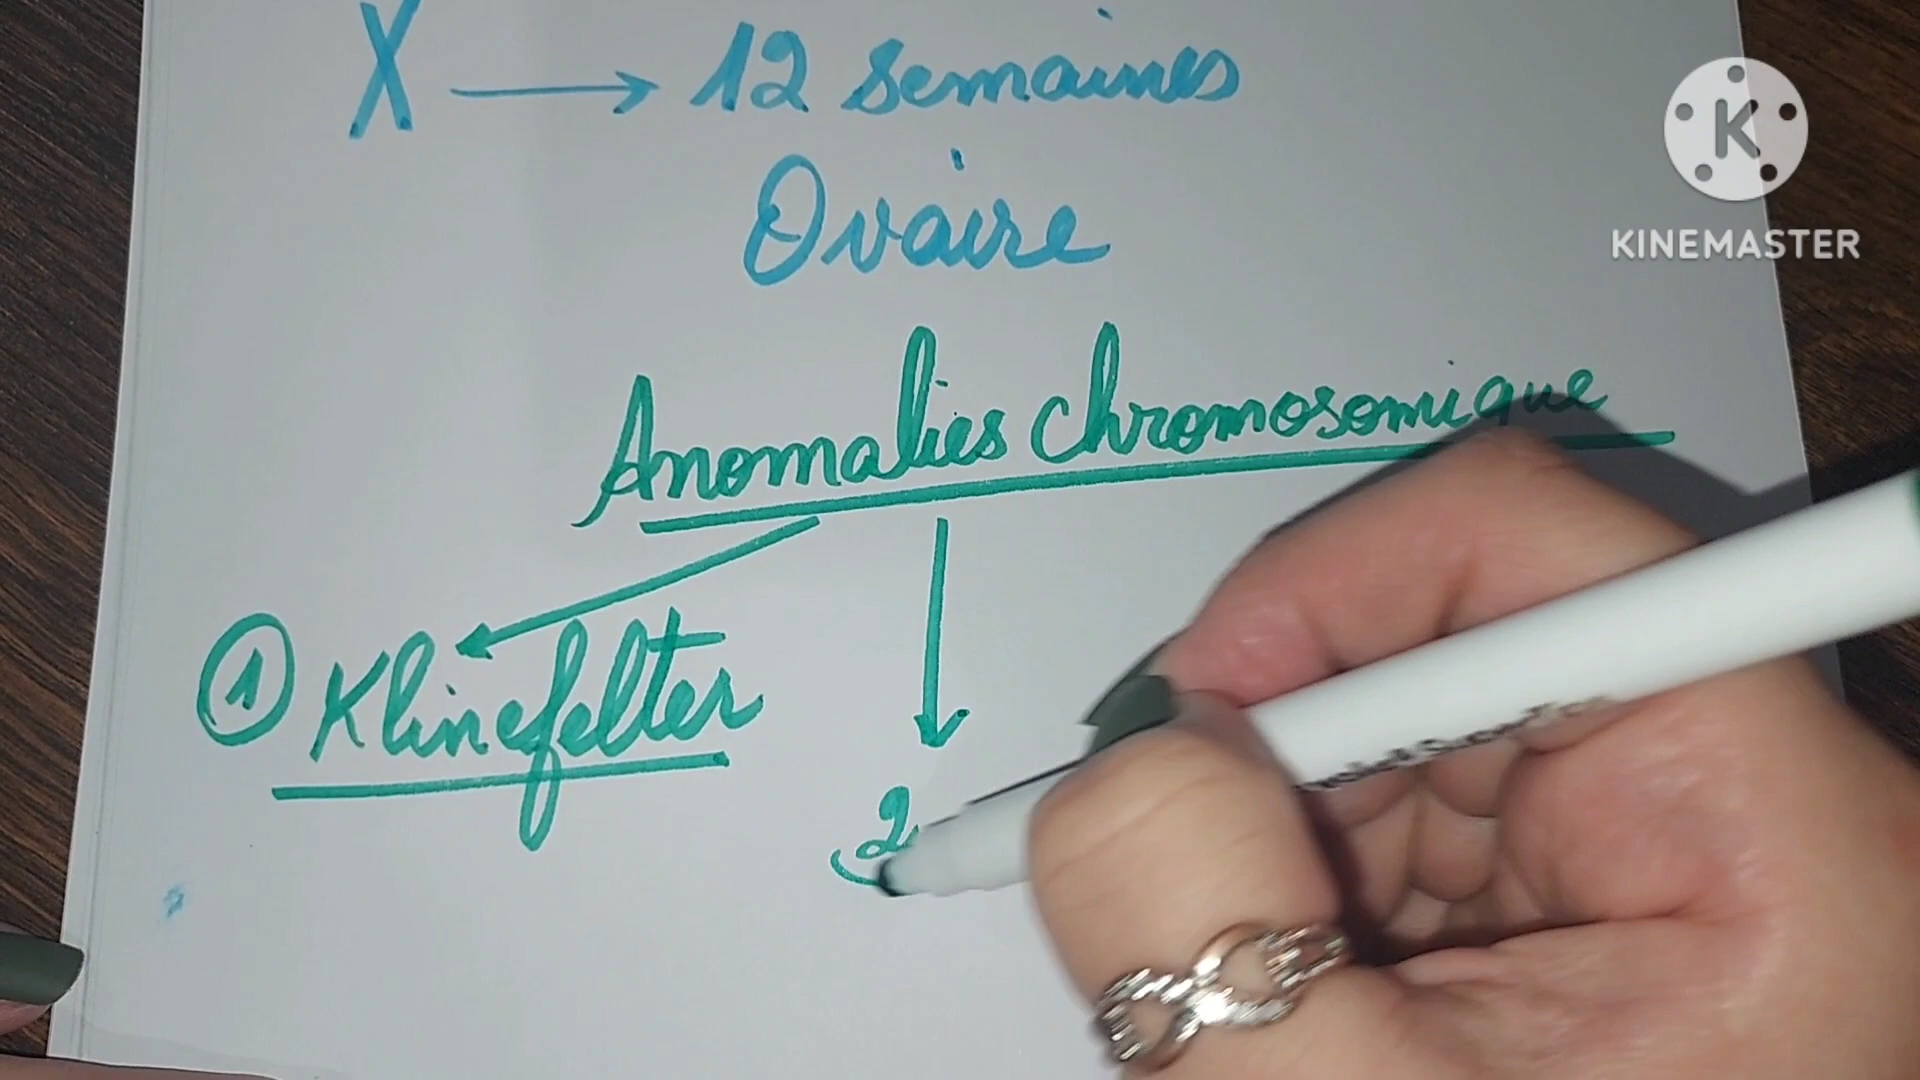 X → 12 semaines
Ovaire
K
KINEMASTER
Anomalies chromosomique
① Klinefelter
2